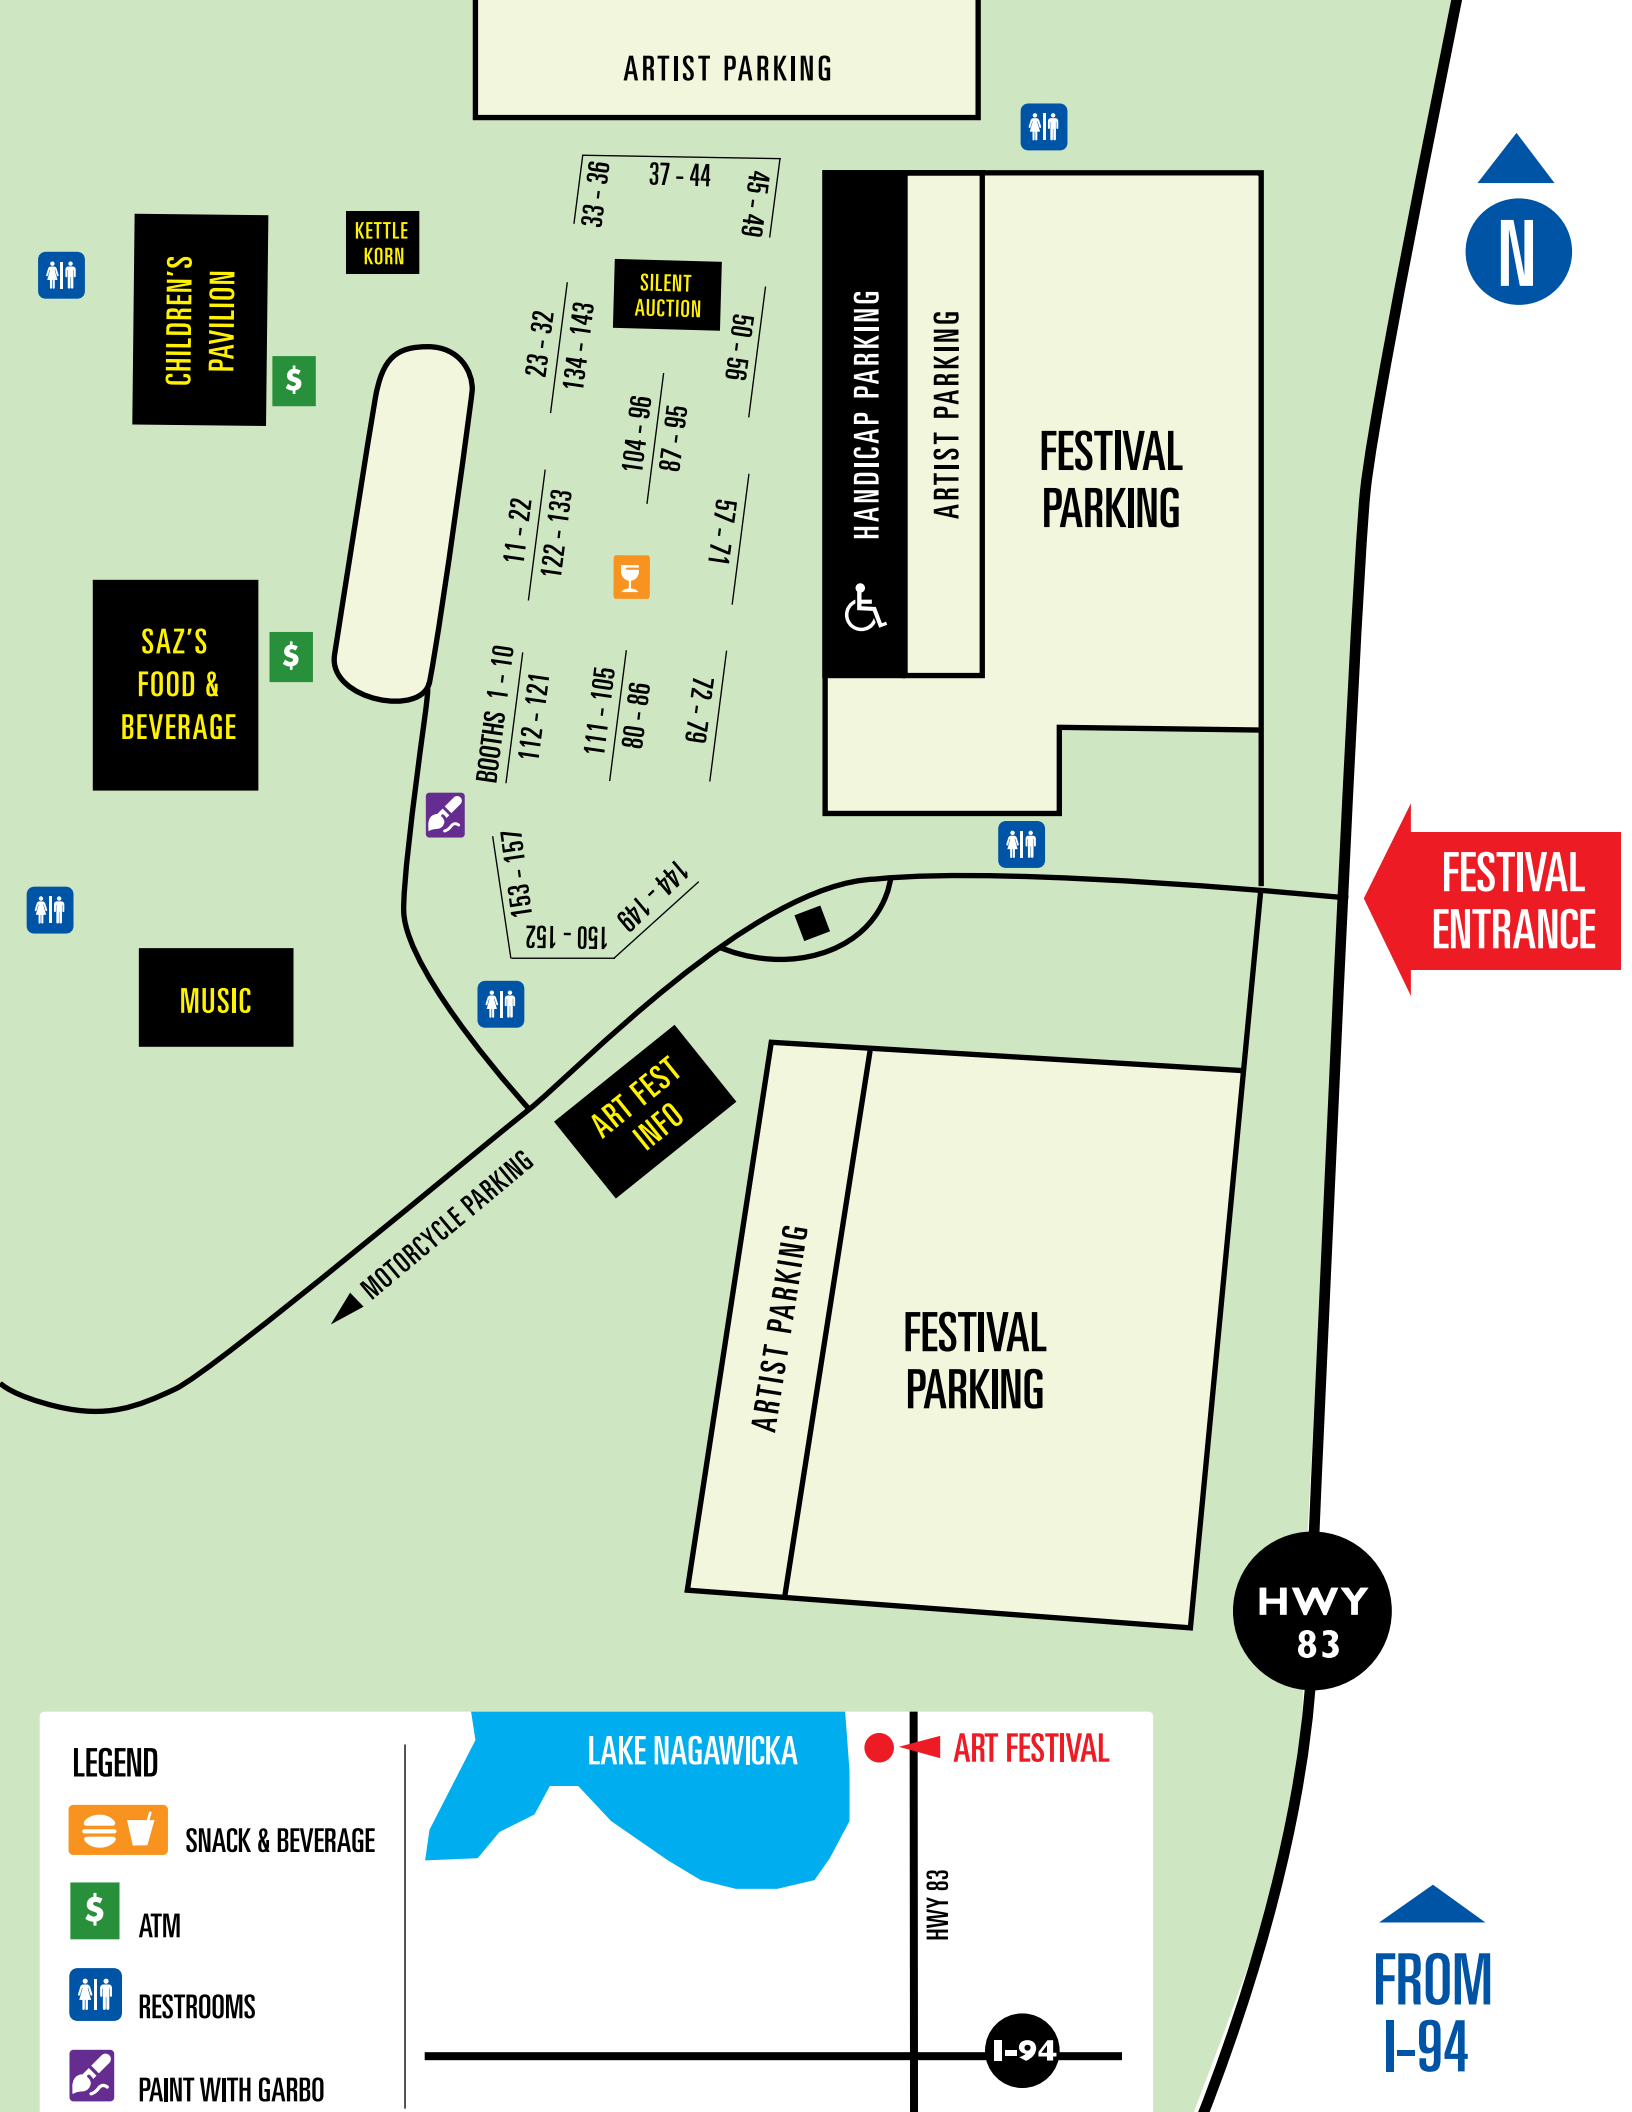 ARTIST PARKING
33 - 36
37 - 44
45 - 49
N
CHILDREN'S
PAVILION
KETTLE
KORN
SILENT
AUCTION
$
23 - 32
134 - 143
50 - 56
104 - 96
87 - 95
HANDICAP PARKING
ARTIST PARKING
FESTIVAL
PARKING
11 - 22
122 - 133
57 - 71
SAZ'S
FOOD &
BEVERAGE
$
BOOTHS 1 - 10
112 - 121
111 - 105
80 - 86
72 - 79
153 - 157
150 - 152
144 - 149
FESTIVAL
ENTRANCE
MUSIC
ART FEST
INFO
MOTORCYCLE PARKING
ARTIST PARKING
FESTIVAL
PARKING
HWY
83
LEGEND
SNACK & BEVERAGE
$
ATM
RESTROOMS
PAINT WITH GARBO
LAKE NAGAWICKA
ART FESTIVAL
HWY 83
I-94
FROM
I-94